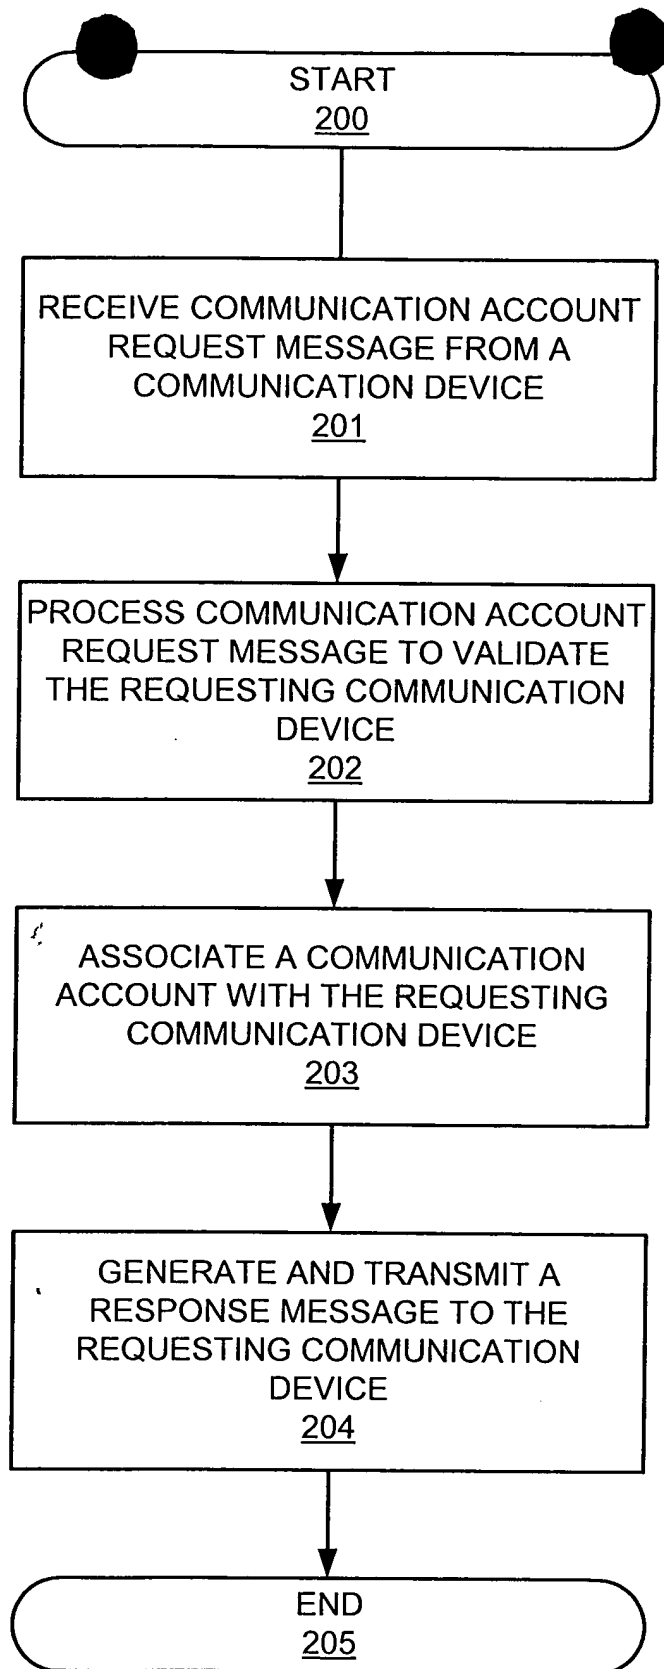 START
200
RECEIVE COMMUNICATION ACCOUNT
REQUEST MESSAGE FROM A
COMMUNICATION DEVICE
201
PROCESS COMMUNICATION ACCOUNT
REQUEST MESSAGE TO VALIDATE
THE REQUESTING COMMUNICATION
DEVICE
202
ASSOCIATE A COMMUNICATION
ACCOUNT WITH THE REQUESTING
COMMUNICATION DEVICE
203
GENERATE AND TRANSMIT A
RESPONSE MESSAGE TO THE
REQUESTING COMMUNICATION
DEVICE
204
END
205